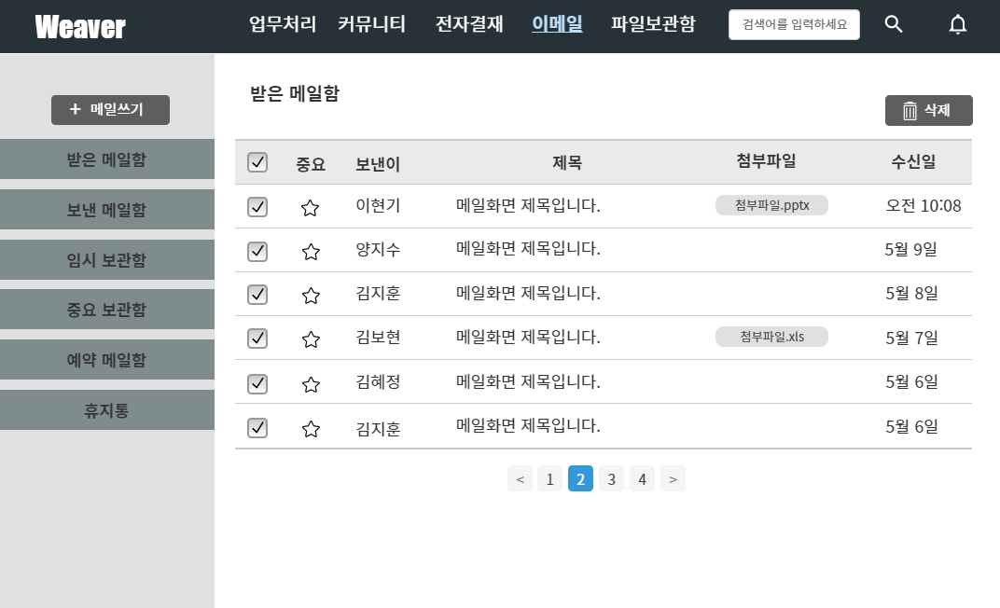 Weaver 업무처리 커뮤니티 전자결재 이메일 파일보관함 검색어를 입력하세요
받은 메일함
+ 메일쓰기
삭제
받은 메일함
보낸 메일함
임시 보관함
중요 보관함
예약 메일함
휴지통
중요 보낸이 제목 첨부파일 수신일
이현기 메일화면 제목입니다. 첨부파일.pptx 오전 10:08
양지수 메일화면 제목입니다. 5월 9일
김지훈 메일화면 제목입니다. 5월 8일
김보현 메일화면 제목입니다. 첨부파일.xls 5월 7일
김혜정 메일화면 제목입니다. 5월 6일
김지훈 메일화면 제목입니다. 5월 6일
< 1 2 3 4 >